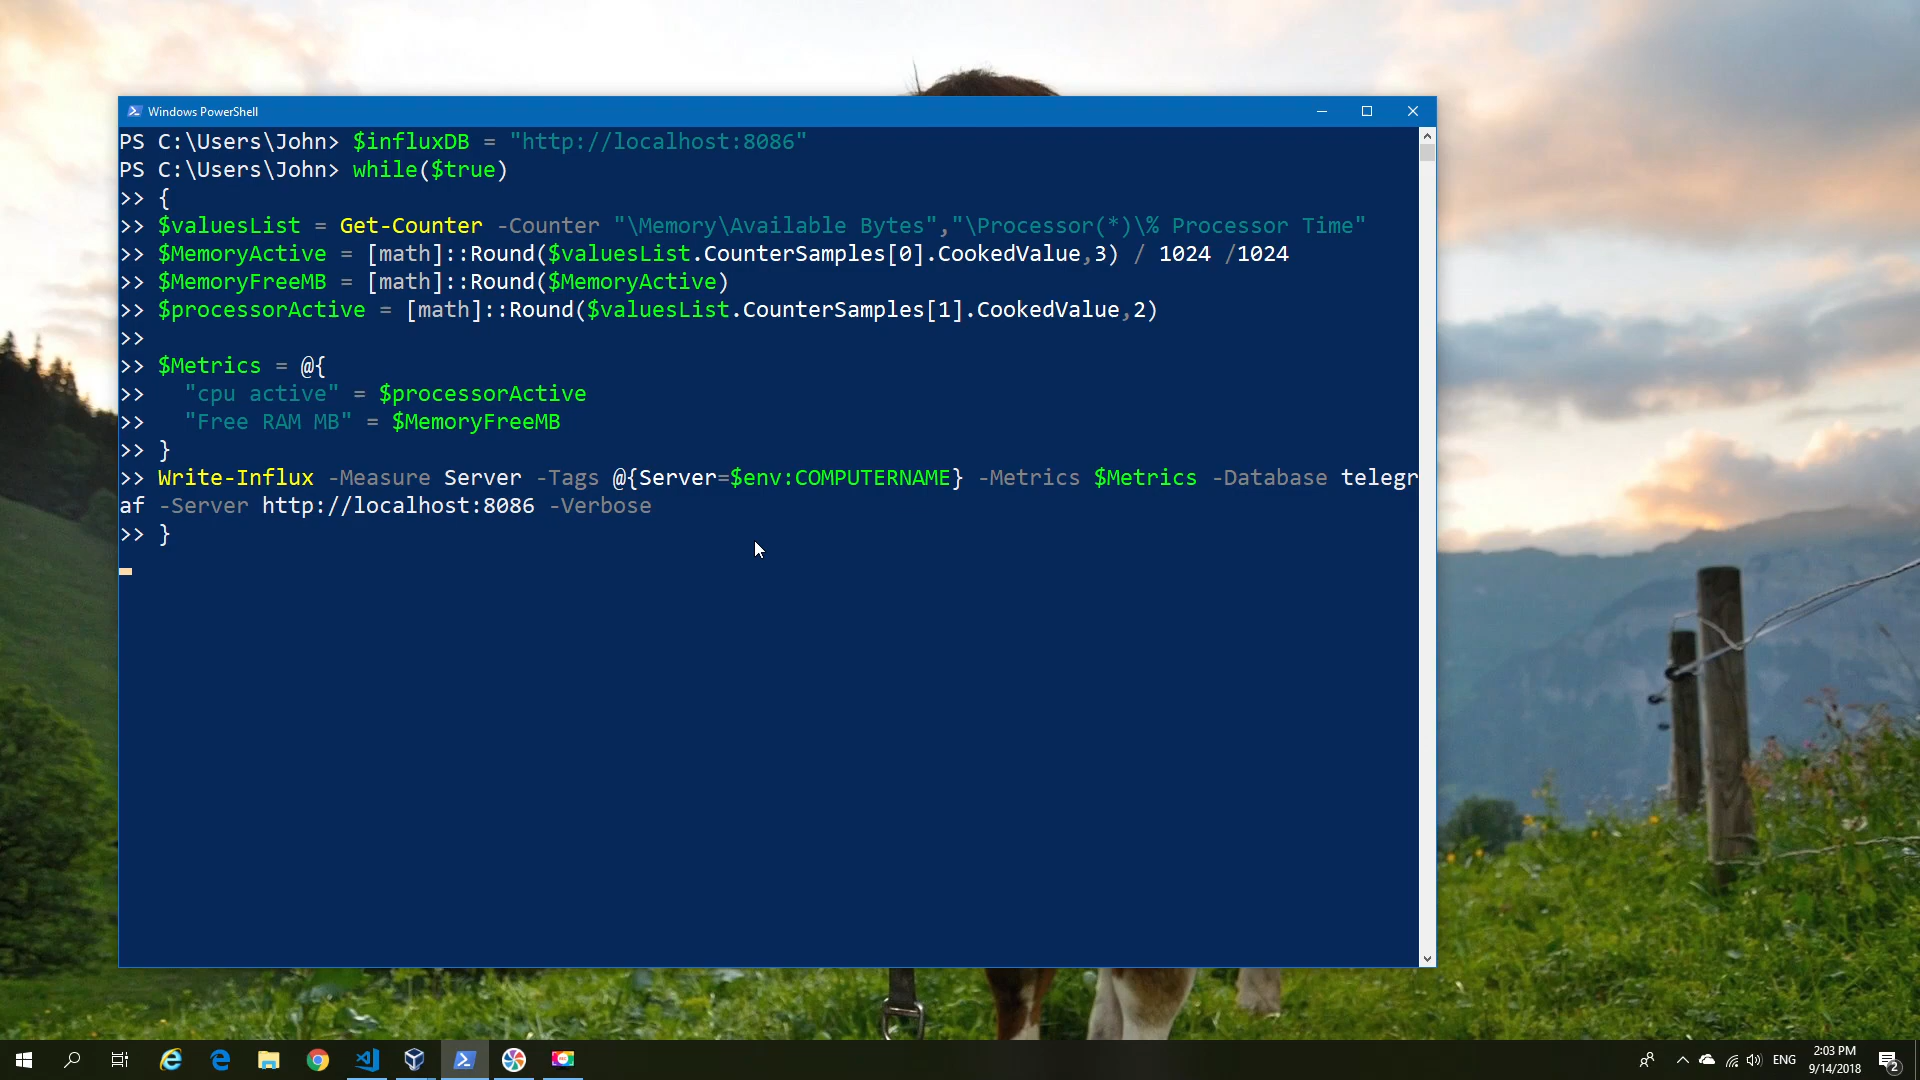 Windows PowerShell
PS C:\Users\John> $influxDB = "http://localhost:8086"
PS C:\Users\John> while($true)
>> {
>> $valuesList = Get-Counter -Counter "\Memory\Available Bytes","\Processor(*)\% Processor Time"
>> $MemoryActive = [math]::Round($valuesList.CounterSamples[0].CookedValue,3) / 1024 /1024
>> $MemoryFreeMB = [math]::Round($MemoryActive)
>> $processorActive = [math]::Round($valuesList.CounterSamples[1].CookedValue,2)
>>
>> $Metrics = @{
>>   "cpu active" = $processorActive
>>   "Free RAM MB" = $MemoryFreeMB
>> }
>> Write-Influx -Measure Server -Tags @{Server=$env:COMPUTERNAME} -Metrics $Metrics -Database telegr
af -Server http://localhost:8086 -Verbose
>> }
ENG
2:03 PM
9/14/2018
2